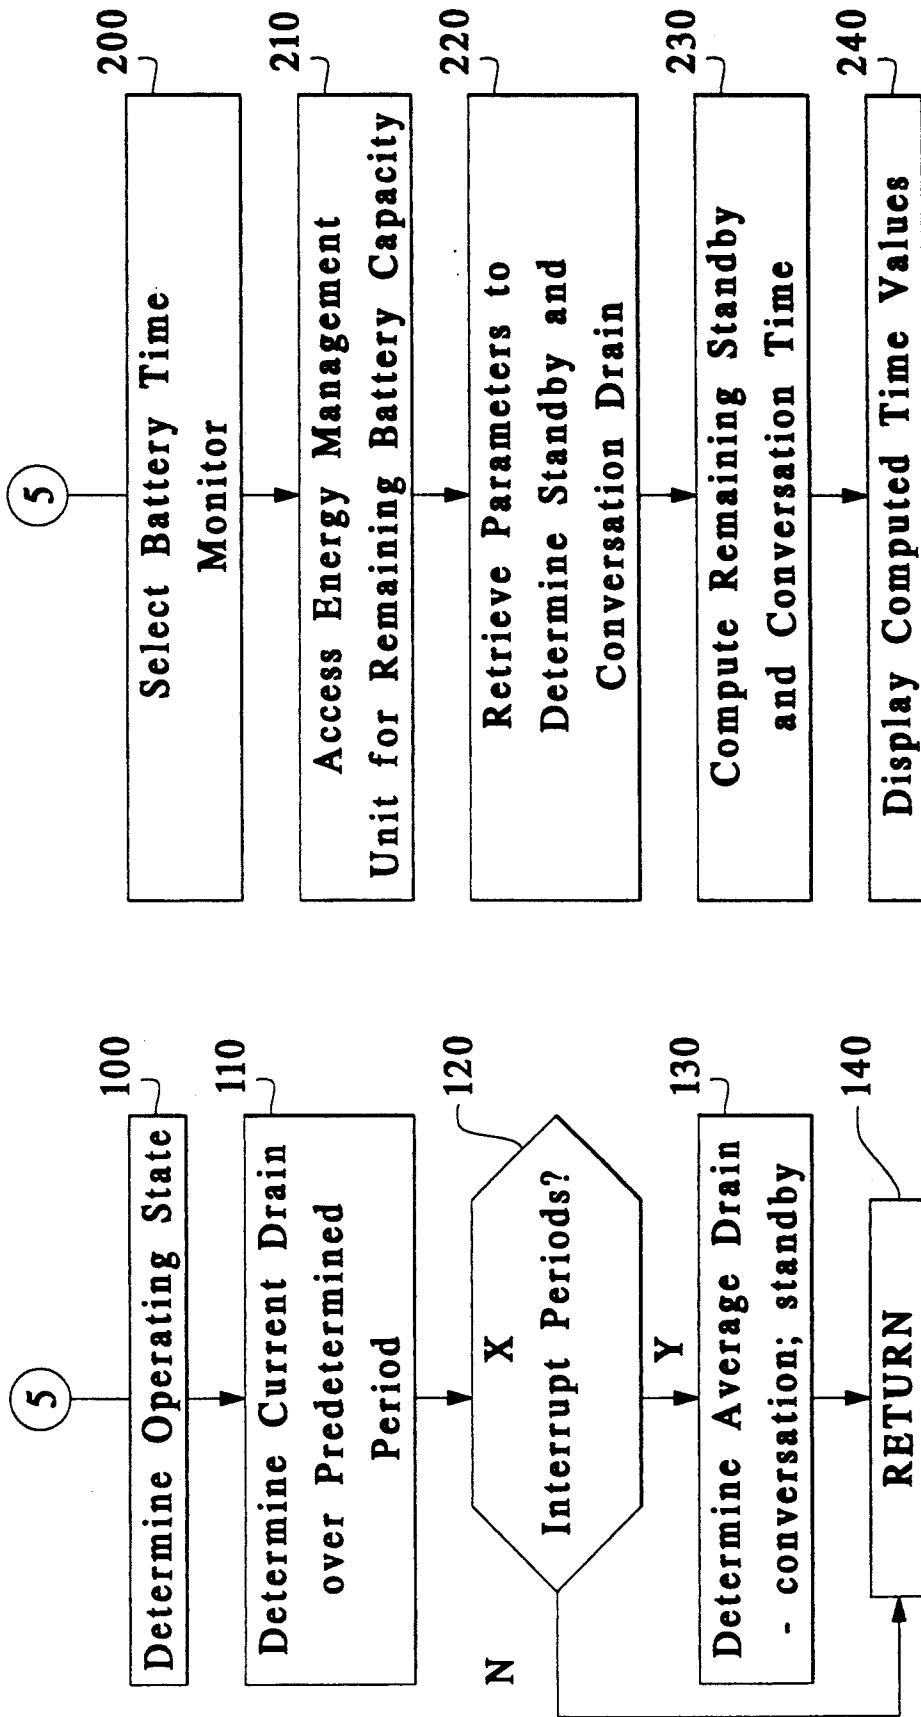 5
100
Determine Operating State
110
Determine Current Drain
over Predetermined
Period
120
X
Interrupt Periods?
N
Y
130
Determine Average Drain
- conversation; standby
140
RETURN
5
200
Select Battery Time
Monitor
210
Access Energy Management
Unit for Remaining Battery Capacity
220
Retrieve Parameters to
Determine Standby and
Conversation Drain
230
Compute Remaining Standby
and Conversation Time
240
Display Computed Time Values